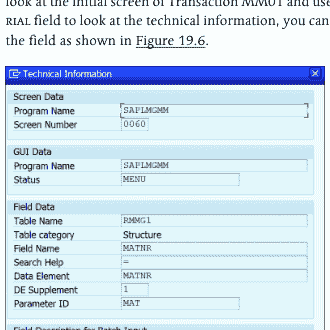 look at the initial screen of Transaction MM01 and use
RIAL field to look at the technical information, you can
the field as shown in Figure 19.6.
Technical Information
Screen Data
Program Name SAPLMGMM
Screen Number 0060
GUI Data
Program Name SAPLMGMM
Status MENU
Field Data
Table Name RMMG1
Table category Structure
Field Name MATNR
Search Help =
Data Element MATNR
DE Supplement 1
Parameter ID MAT
Field Description for Batch Input